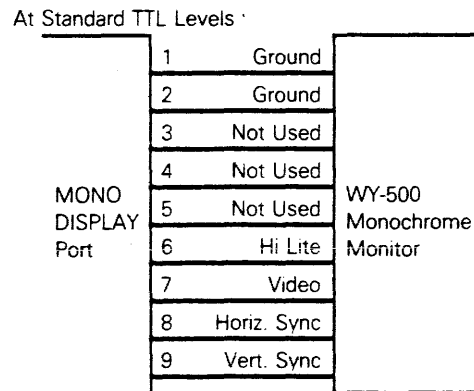 At Standard TTL Levels
1 Ground
2 Ground
3 Not Used
4 Not Used
5 Not Used
6 Hi Lite
7 Video
8 Horiz. Sync
9 Vert. Sync
MONO
DISPLAY
Port
WY-500
Monochrome
Monitor